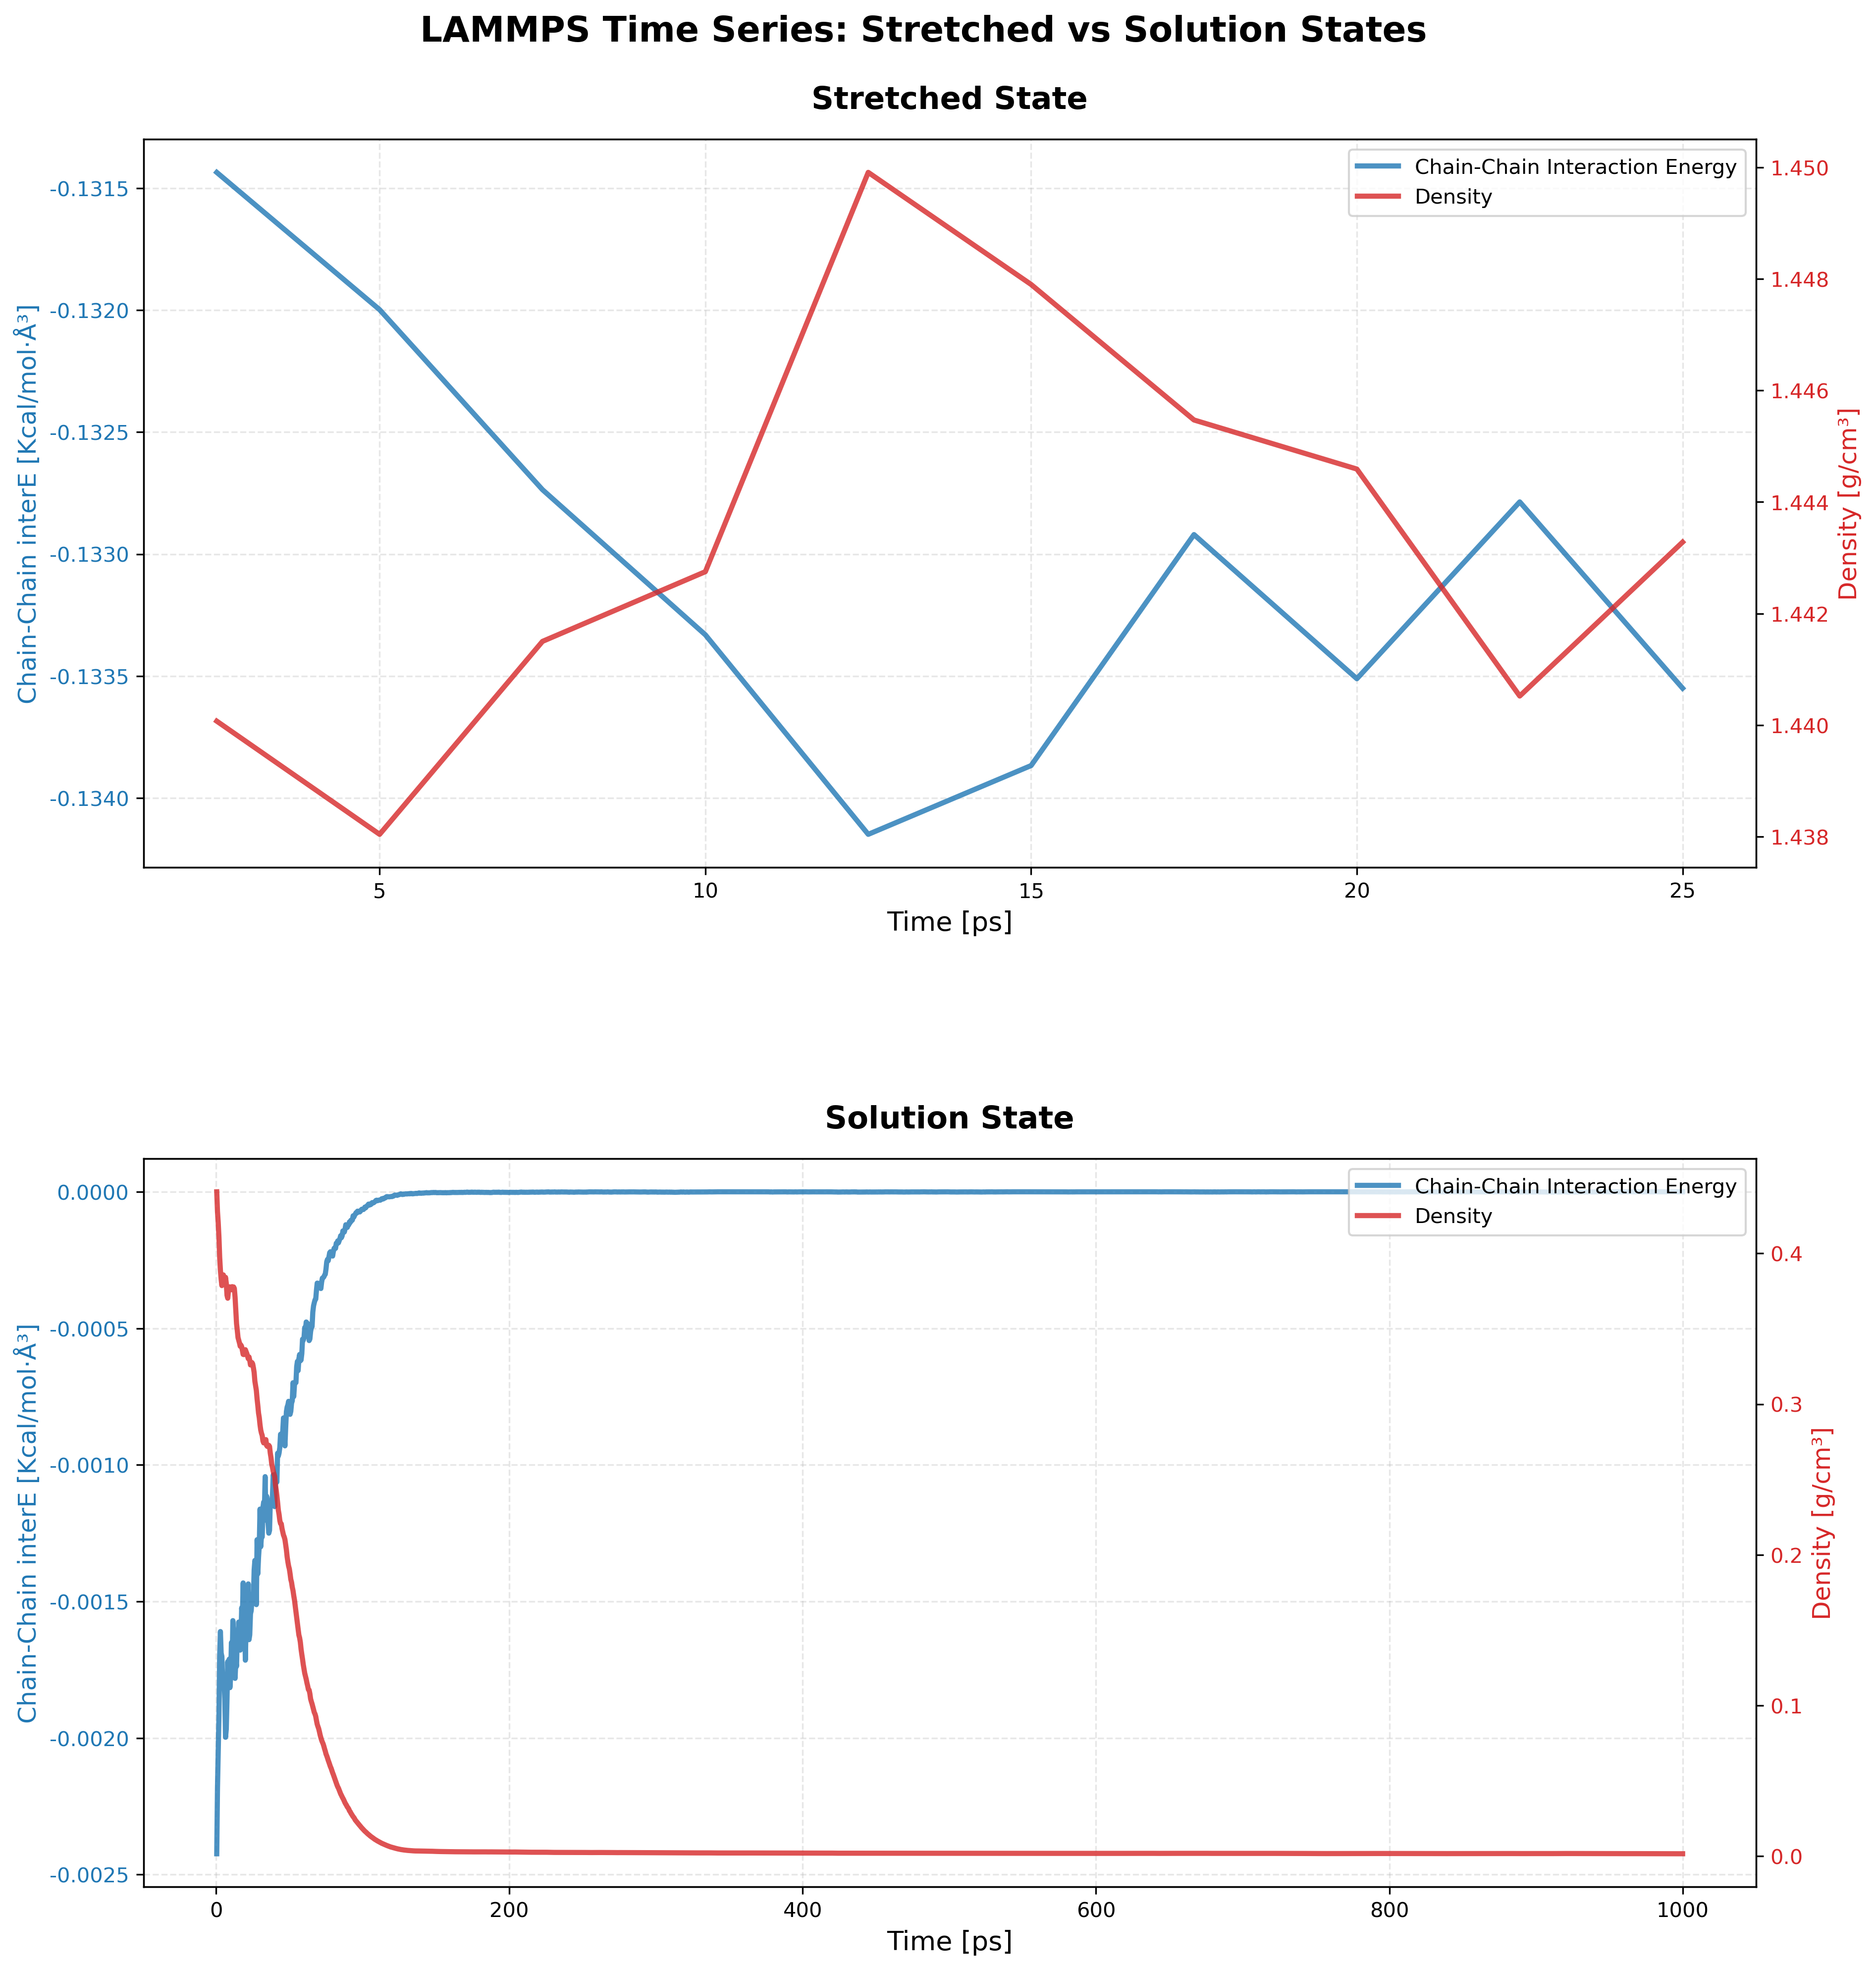 LAMMPS Time Series: Stretched vs Solution States
Stretched State
Chain-Chain Interaction Energy
Density
Chain-Chain interE [Kcal/mol·Å³]
-0.1315
-0.1320
-0.1325
-0.1330
-0.1335
-0.1340
1.450
1.448
1.446
1.444
1.442
1.440
1.438
Density [g/cm³]
5 10 15 20 25
Time [ps]
Solution State
Chain-Chain Interaction Energy
Density
Chain-Chain interE [Kcal/mol·Å³]
0.0000
-0.0005
-0.0010
-0.0015
-0.0020
-0.0025
0.4
0.3
0.2
0.1
0.0
Density [g/cm³]
0 200 400 600 800 1000
Time [ps]